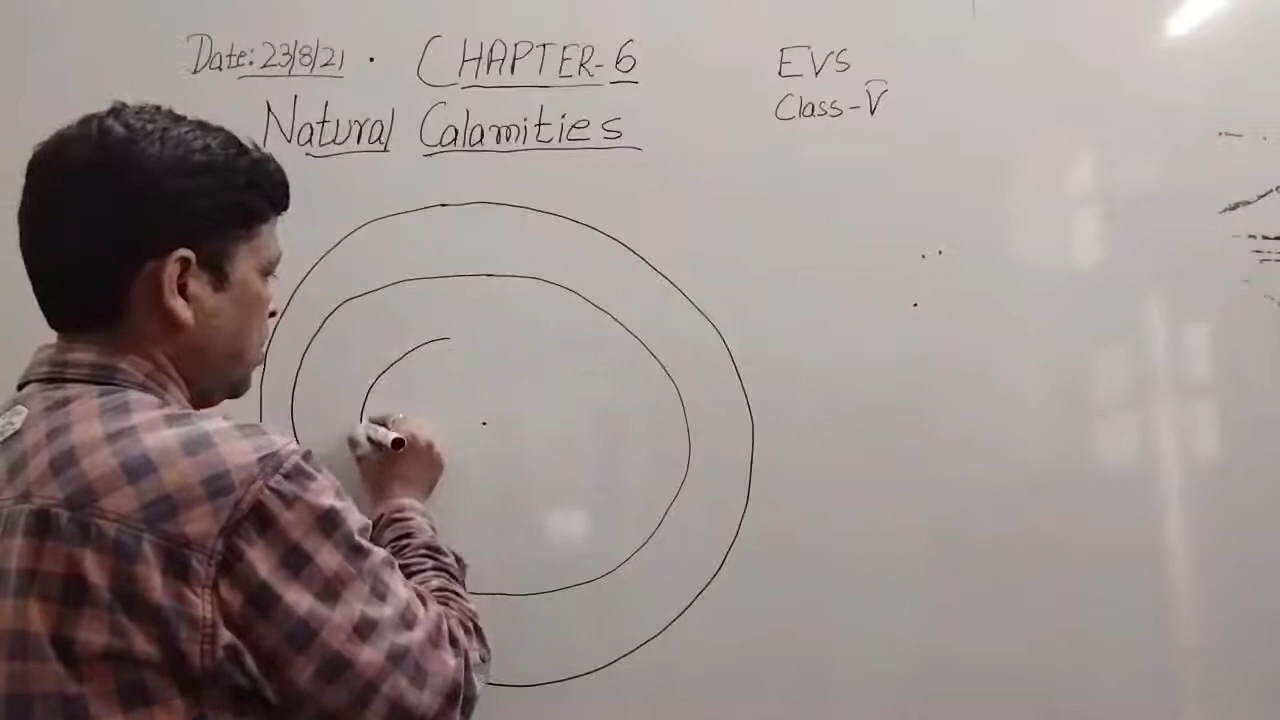 Date: 23/8/21 . CHAPTER-6
Natural Calamities
EVS
Class-V